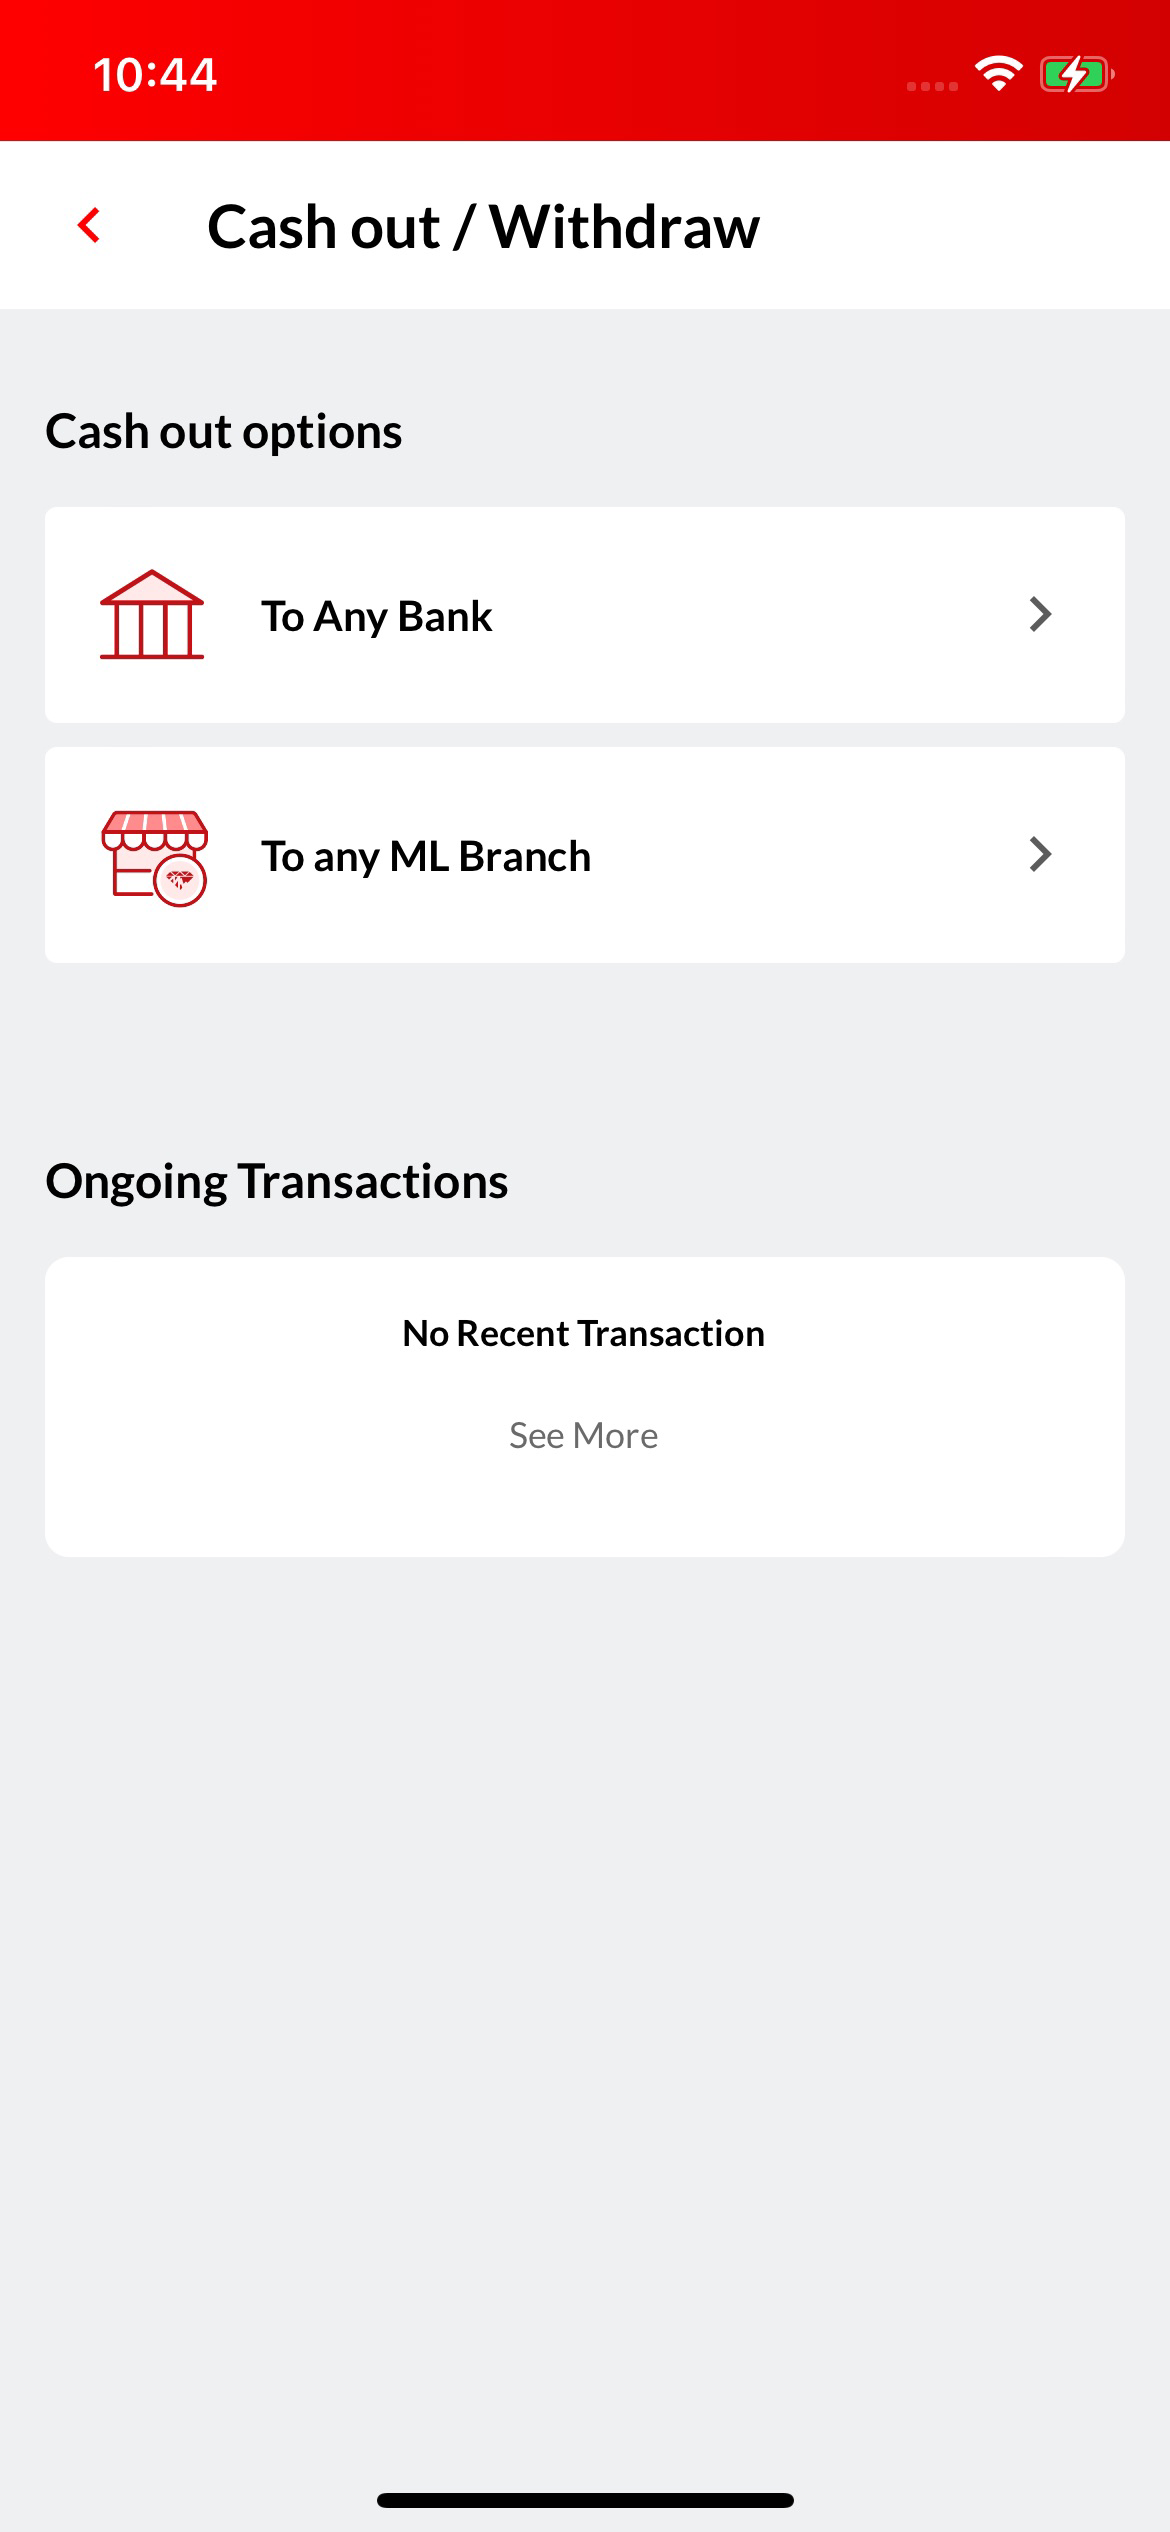 10:44
Cash out / Withdraw
Cash out options
To Any Bank
To any ML Branch
Ongoing Transactions
No Recent Transaction
See More